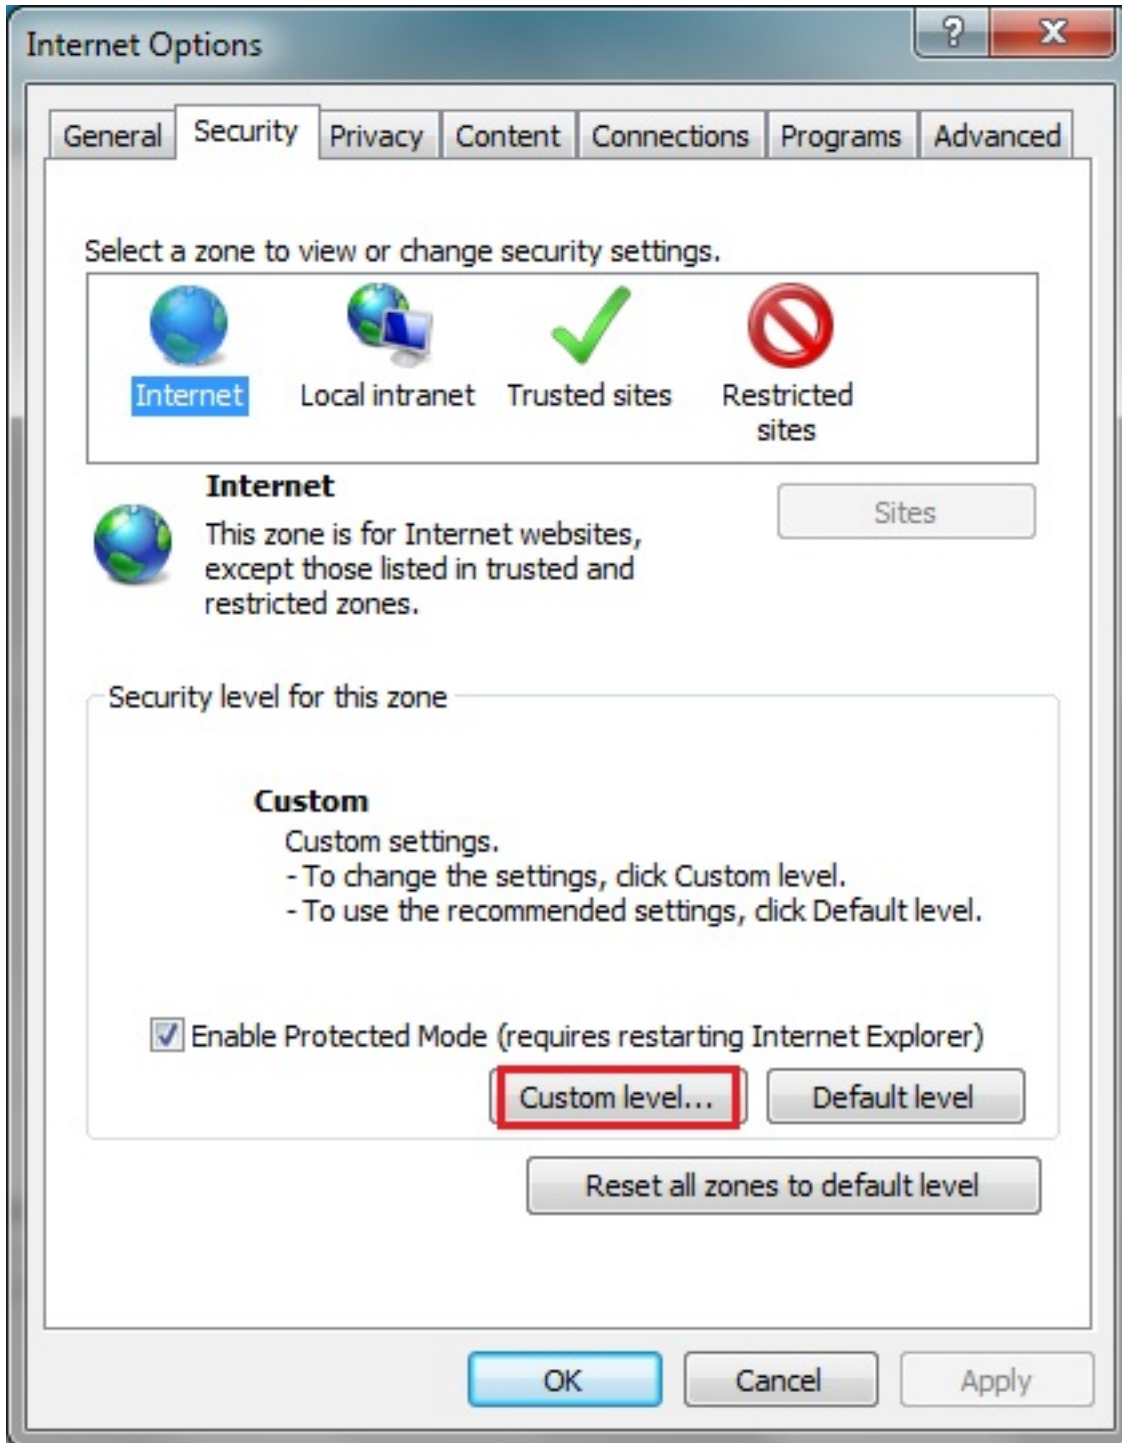 Internet Options
General Security Privacy Content Connections Programs Advanced
Select a zone to view or change security settings.
Internet Local intranet Trusted sites Restricted
sites
Internet
Sites
This zone is for Internet websites,
except those listed in trusted and
restricted zones.
Security level for this zone
Custom
Custom settings.
- To change the settings, click Custom level.
- To use the recommended settings, click Default level.
Enable Protected Mode (requires restarting Internet Explorer)
Custom level... Default level
Reset all zones to default level
OK Cancel Apply